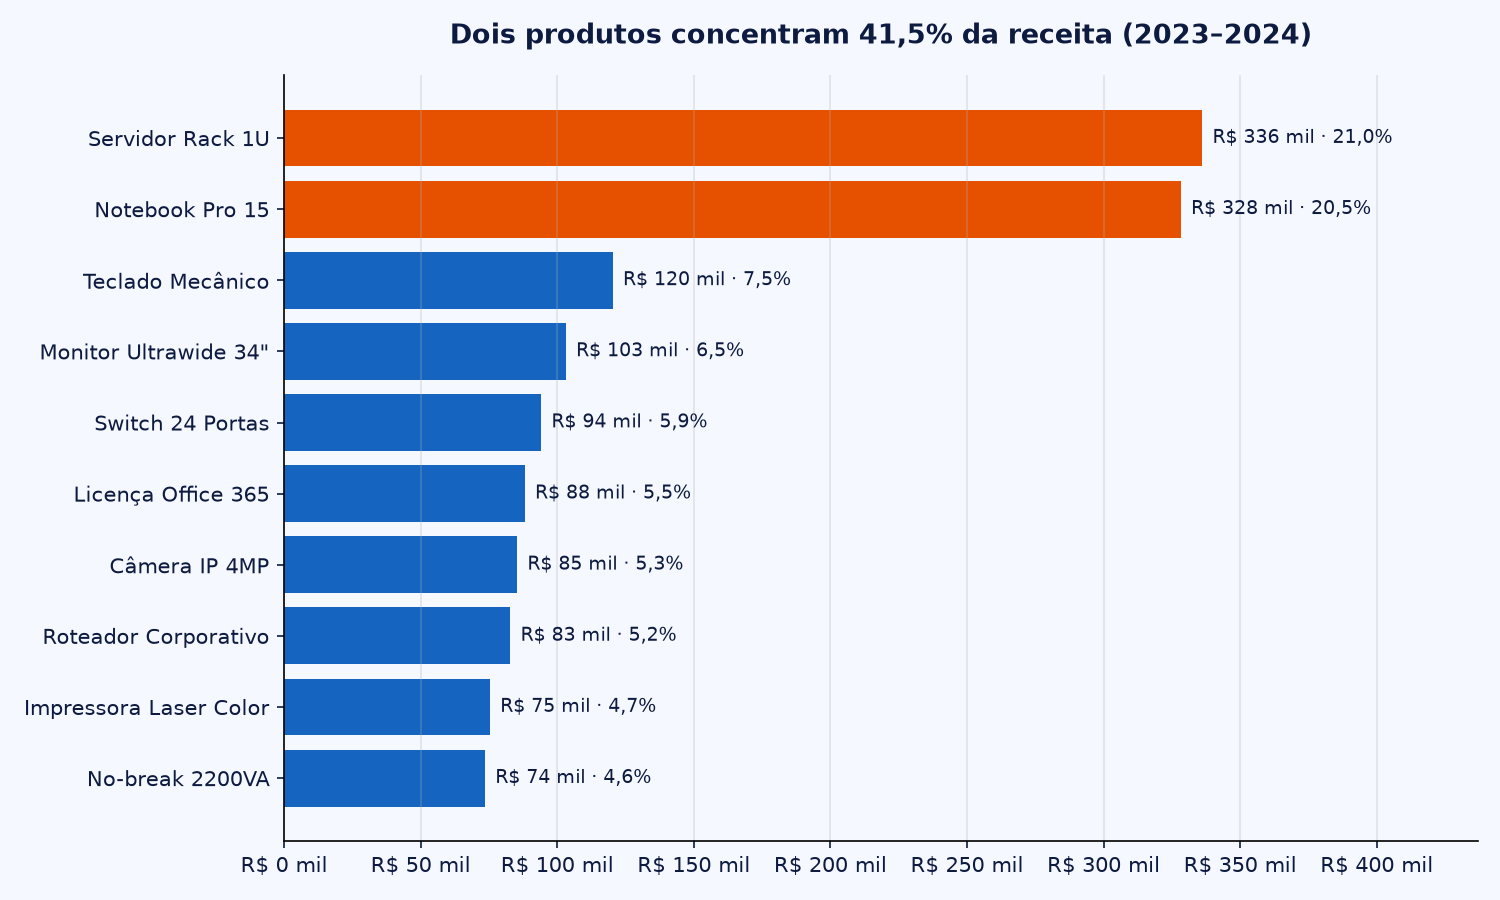 Dois produtos concentram 41,5% da receita (2023–2024)
Servidor Rack 1U R$ 336 mil · 21,0%
Notebook Pro 15 R$ 328 mil · 20,5%
Teclado Mecânico R$ 120 mil · 7,5%
Monitor Ultrawide 34" R$ 103 mil · 6,5%
Switch 24 Portas R$ 94 mil · 5,9%
Licença Office 365 R$ 88 mil · 5,5%
Câmera IP 4MP R$ 85 mil · 5,3%
Roteador Corporativo R$ 83 mil · 5,2%
Impressora Laser Color R$ 75 mil · 4,7%
No-break 2200VA R$ 74 mil · 4,6%
R$ 0 mil R$ 50 mil R$ 100 mil R$ 150 mil R$ 200 mil R$ 250 mil R$ 300 mil R$ 350 mil R$ 400 mil